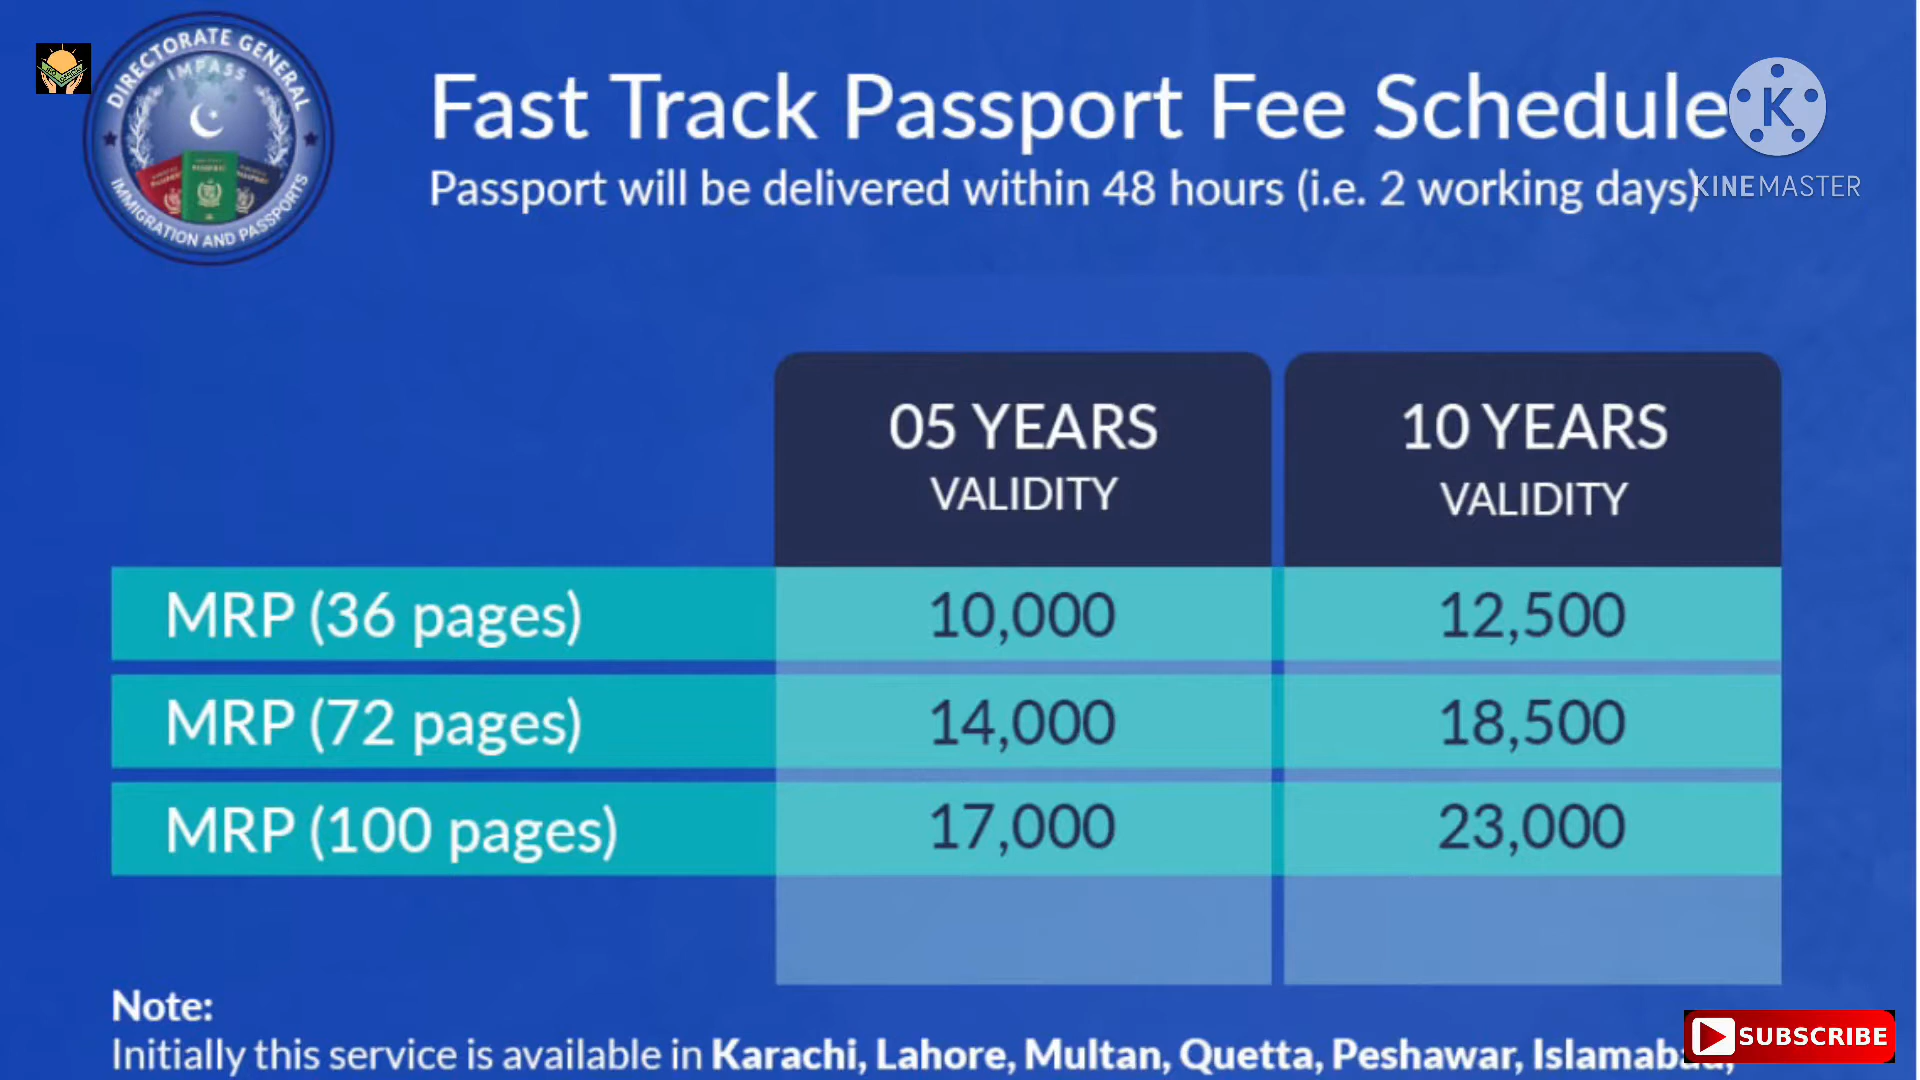 DIRECTORATE GENERAL
IMPASS
IMMIGRATION AND PASSPORTS
Fast Track Passport Fee Schedule
K
KINEMASTER
Passport will be delivered within 48 hours (i.e. 2 working days)
05 YEARS
VALIDITY
10 YEARS
VALIDITY
MRP (36 pages) 10,000 12,500
MRP (72 pages) 14,000 18,500
MRP (100 pages) 17,000 23,000
Note:
Initially this service is available in Karachi, Lahore, Multan, Quetta, Peshawar,
SUBSCRIBE